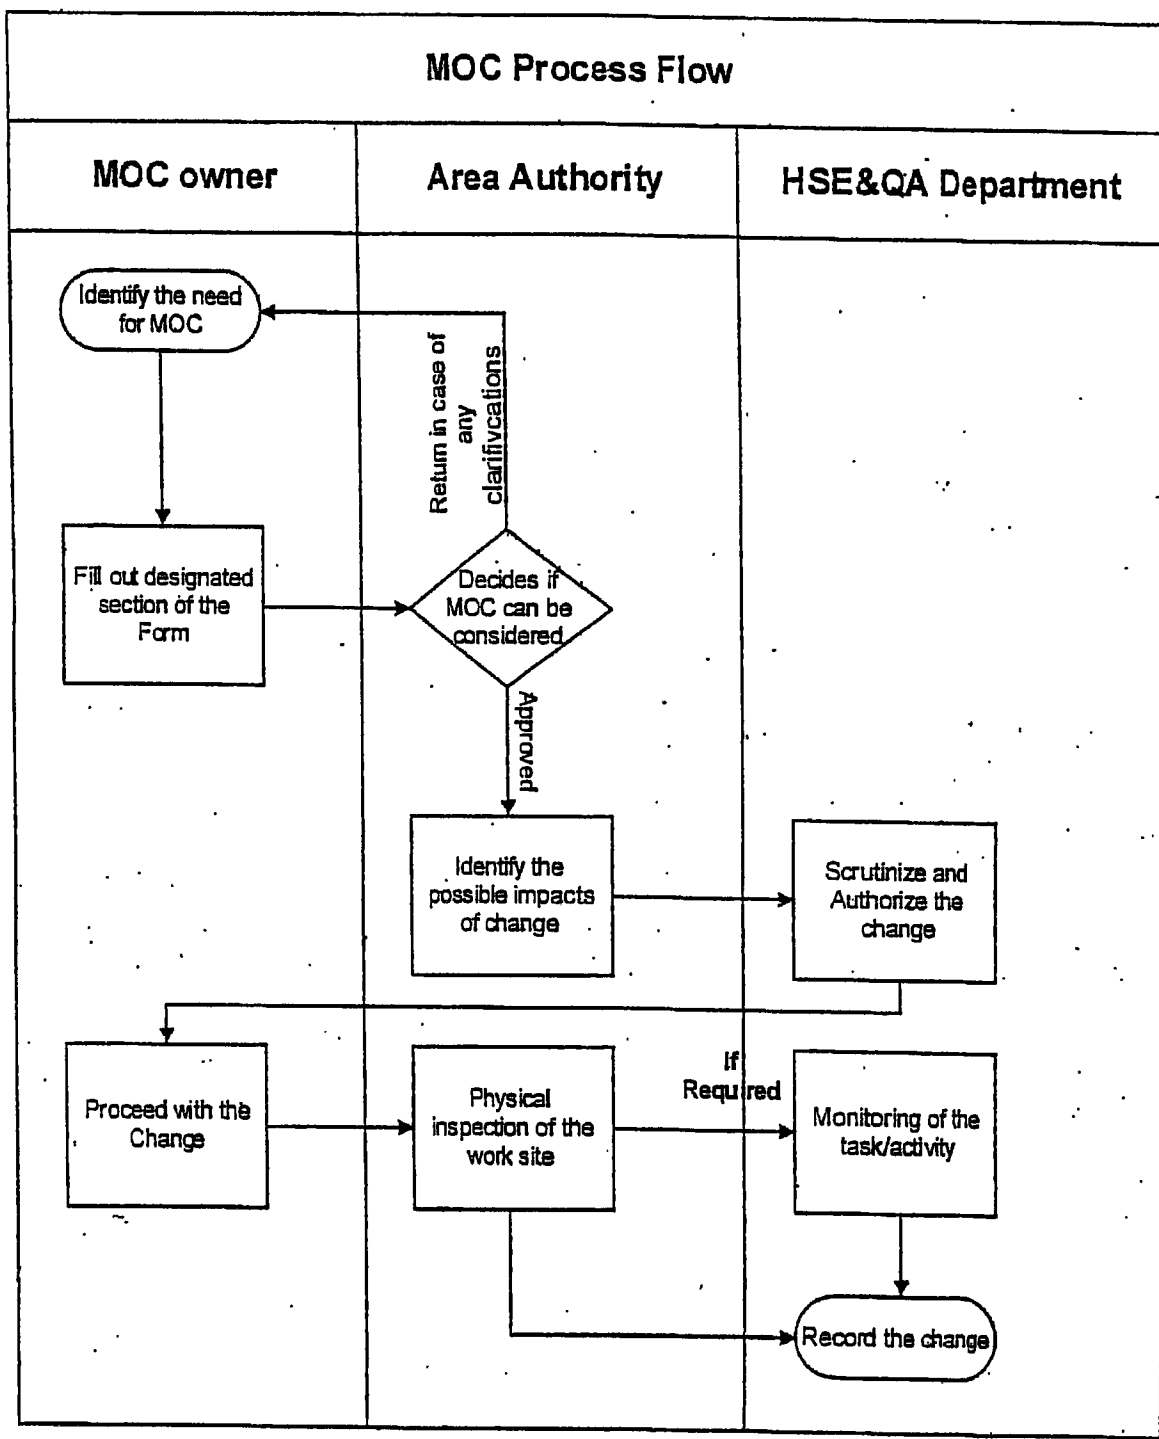 MOC Process Flow
MOC owner
Area Authority
HSE&QA Department
Identify the need
for MOC
Return in case of
any
clarifivcations
Fill out designated
section of the
Form
Decides if
MOC can be
considered
Approved
Identify the
possible impacts
of change
Scrutinize and
Authorize the
change
Proceed with the
Change
Physical
inspection of the
work site
If
Required
Monitoring of the
task/activity
Record the change